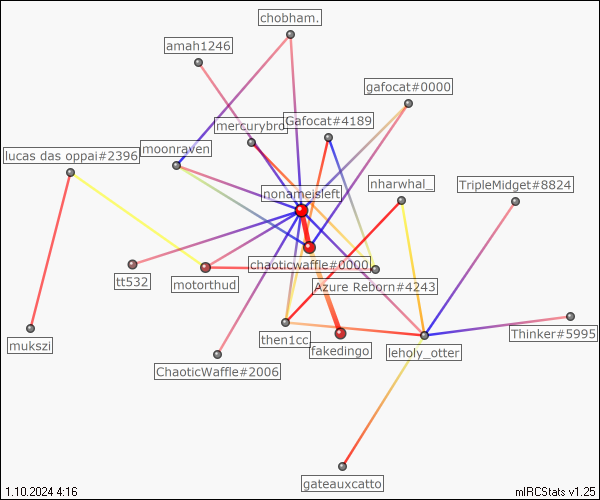 chobham.
amah1246
gafocat#0000
Gafocat#4189
mercurybro
moonraven
lucas das oppai#2396
nharwhal_
TripleMidget#8824
nonameisleft
chaoticwaffle#0000
tt532
motorthud
Azure Reborn#4243
then1cc
Thinker#5995
mukszi
fakedingo
leholy_otter
ChaoticWaffle#2006
gateauxcatto
1.10.2024 4:16
mIRCStats v1.25